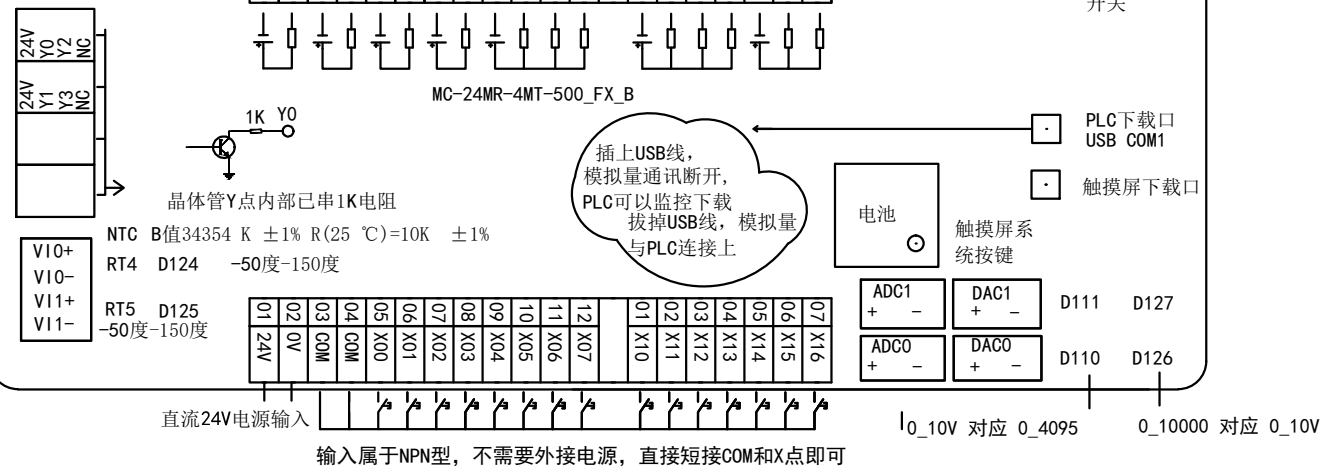 开关
24V
Y0
Y2
NC
24V
Y1
Y3
NC
MC-24MR-4MT-500_FX_B
1K Y0
晶体管Y点内部已串1K电阻
插上USB线，
模拟量通讯断开，
PLC可以监控下载
拔掉USB线，模拟量
与PLC连接上
PLC下载口
USB COM1
触摸屏下载口
电池
触摸屏系
统按键
NTC B值34354 K ±1% R(25 ℃)=10K ±1%
RT4 D124 -50度-150度
RT5 D125
-50度-150度
VI0+
VI0-
VI1+
VI1-
01 24V
02 0V
03 COM
04 COM
05 X00
06 X01
07 X02
08 X03
09 X04
10 X05
11 X06
12 X07
01 X10
02 X11
03 X12
04 X13
05 X14
06 X15
07 X16
ADC1
+ -
DAC1
+ -
D111 D127
ADC0
+ -
DAC0
+ -
D110 D126
直流24V电源输入
0_10V 对应 0_4095
0_10000 对应 0_10V
输入属于NPN型，不需要外接电源，直接短接COM和X点即可